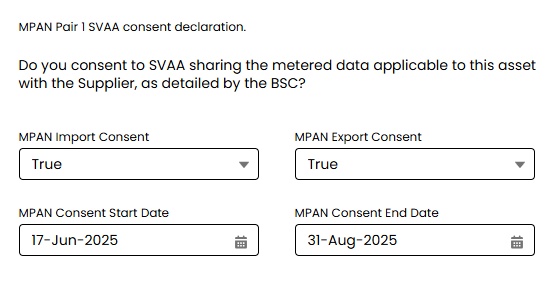 MPAN Pair 1 SVAA consent declaration.
Do you consent to SVAA sharing the metered data applicable to this asset
with the Supplier, as detailed by the BSC?
MPAN Import Consent
MPAN Export Consent
True
True
MPAN Consent Start Date
MPAN Consent End Date
17-Jun-2025
31-Aug-2025